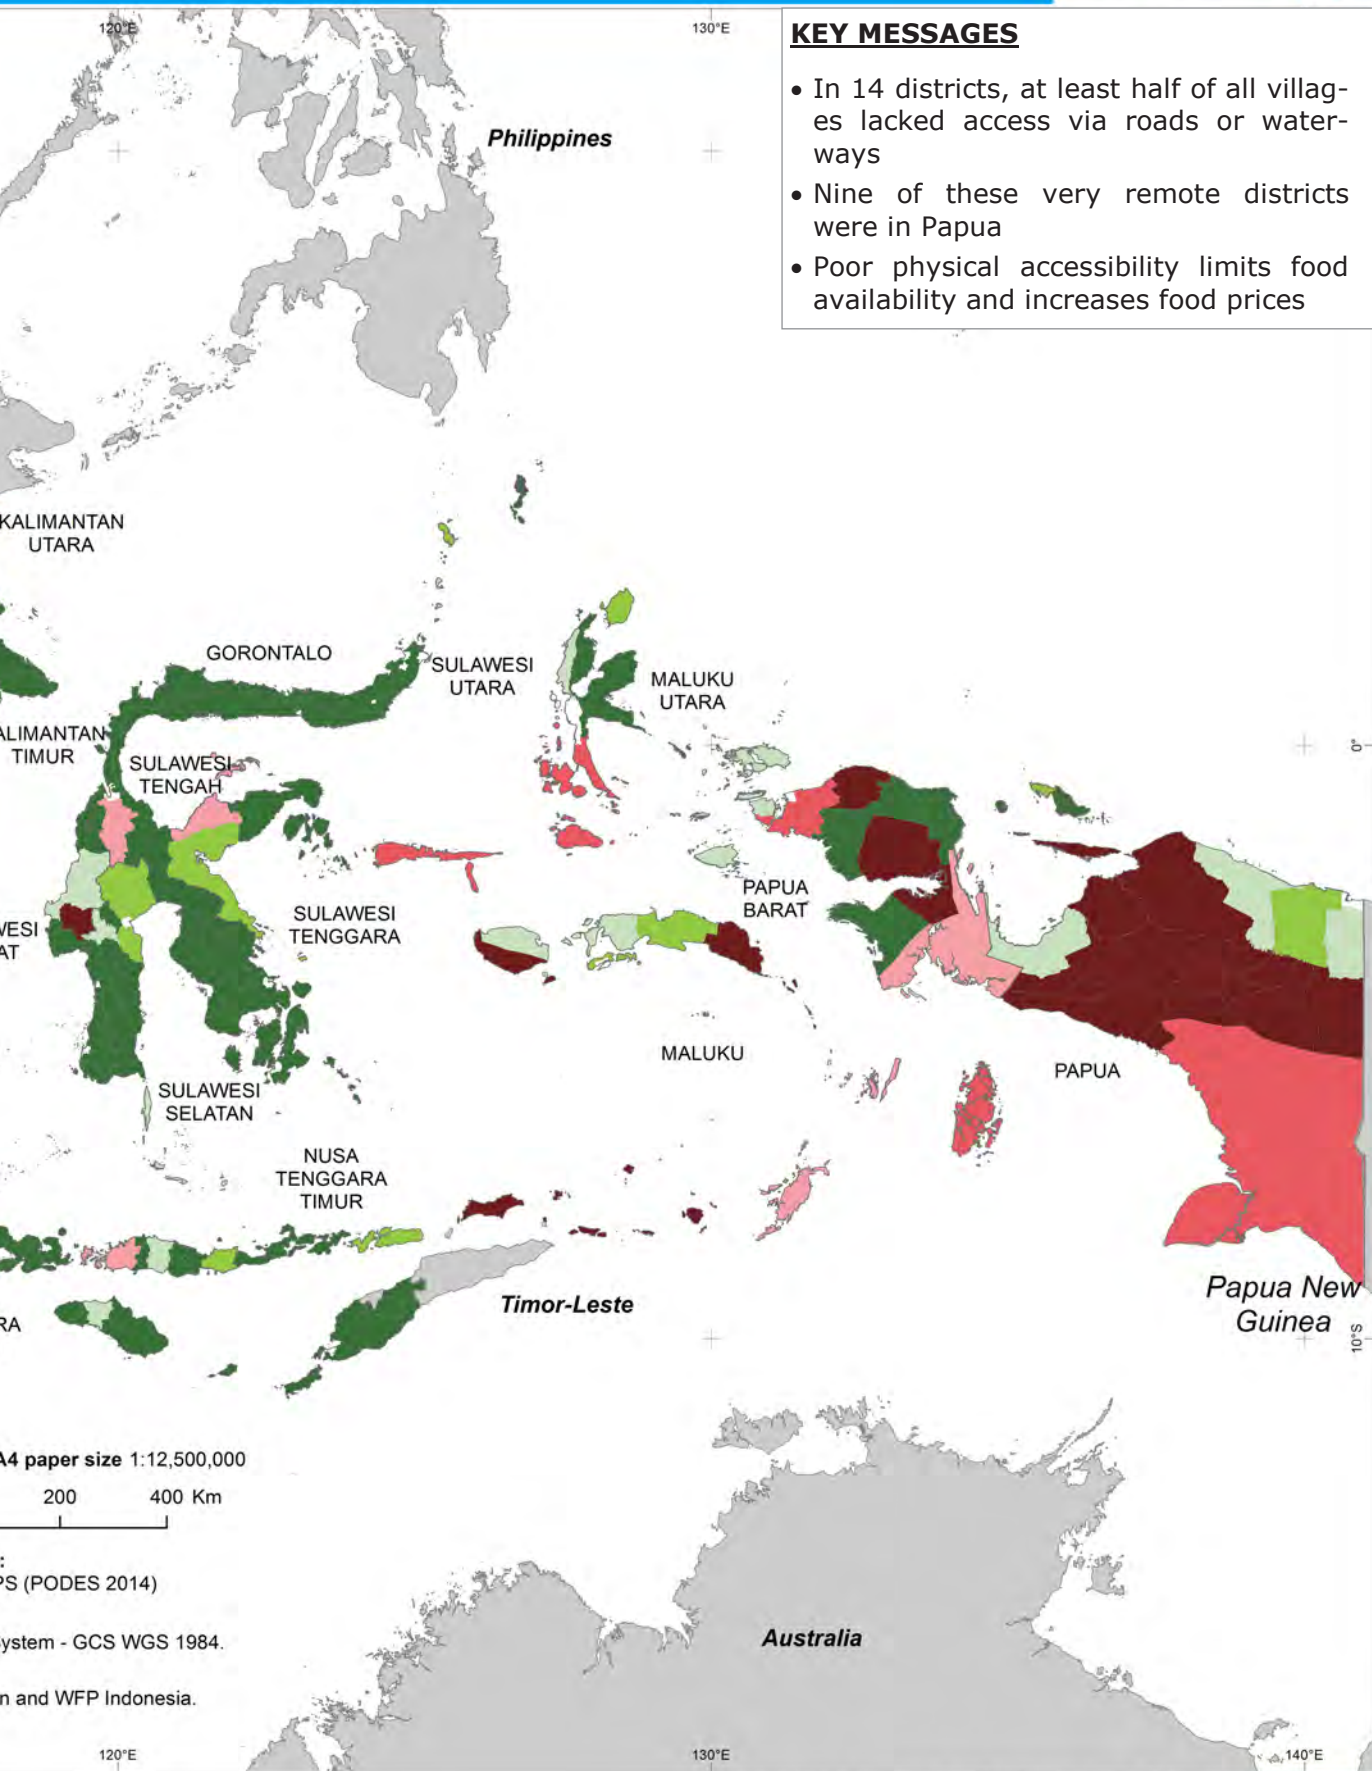 120°E
130°E
KEY MESSAGES
• In 14 districts, at least half of all villag-
es lacked access via roads or water-
ways
• Nine of these very remote districts
were in Papua
• Poor physical accessibility limits food
availability and increases food prices
Philippines
KALIMANTAN
UTARA
GORONTALO
SULAWESI
UTARA
MALUKU
UTARA
ALIMANTAN
TIMUR
SULAWESI
TENGAH
0°
PAPUA
BARAT
SULAWESI
TENGGARA
WESI
AT
MALUKU
PAPUA
SULAWESI
SELATAN
NUSA
TENGGARA
TIMUR
Timor-Leste
Papua New
Guinea
RA
10°S
A4 paper size 1:12,500,000
200 400 Km
:
PS (PODES 2014)
System - GCS WGS 1984.
n and WFP Indonesia.
Australia
120°E
130°E
140°E